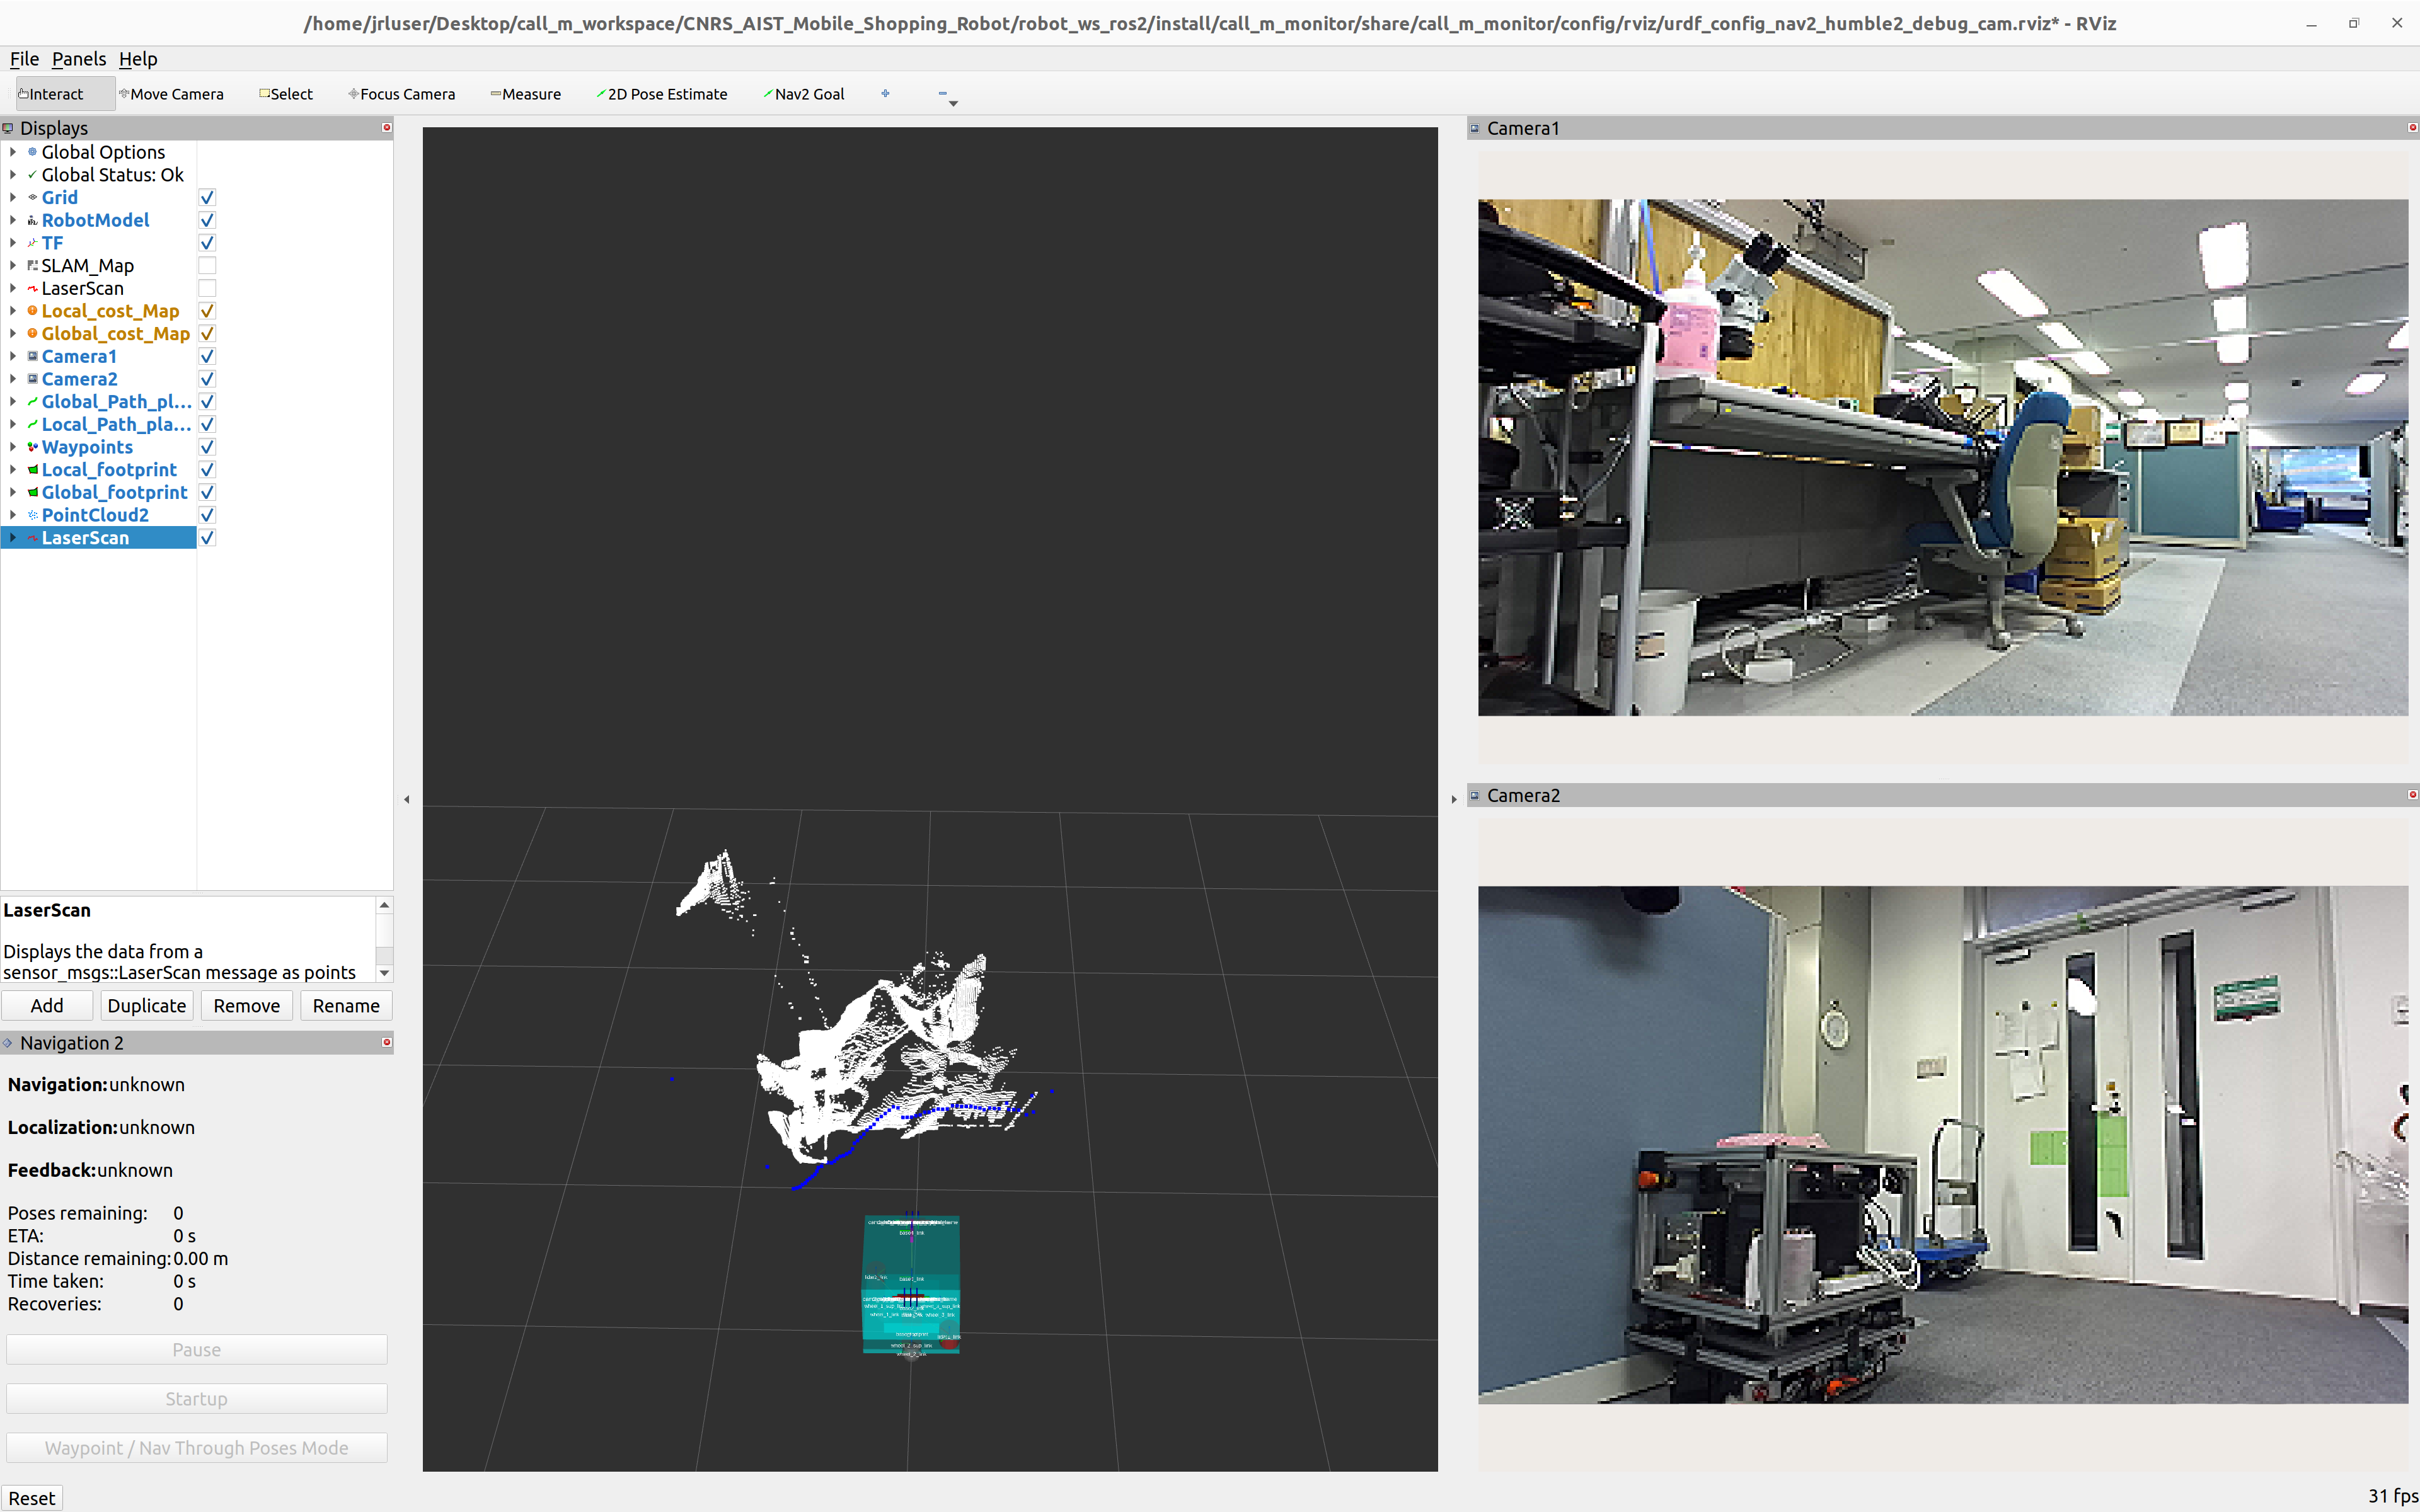 /home/jrluser/Desktop/call_m_workspace/CNRS_AIST_Mobile_Shopping_Robot/robot_ws_ros2/install/call_m_monitor/share/call_m_monitor/config/rviz/urdf_config_nav2_humble2_debug_cam.rviz* - RViz
File Panels Help
Interact Move Camera Select Focus Camera Measure 2D Pose Estimate Nav2 Goal
Displays
Global Options
Global Status: Ok
Grid
RobotModel
TF
SLAM_Map
LaserScan
Local_cost_Map
Global_cost_Map
Camera1
Camera2
Global_Path_pl...
Local_Path_pla...
Waypoints
Local_footprint
Global_footprint
PointCloud2
LaserScan
LaserScan
Displays the data from a
sensor_msgs::LaserScan message as points
Add Duplicate Remove Rename
Navigation 2
Navigation: unknown
Localization: unknown
Feedback: unknown
Poses remaining: 0
ETA: 0 s
Distance remaining: 0.00 m
Time taken: 0 s
Recoveries: 0
Pause
Startup
Waypoint / Nav Through Poses Mode
Reset
Camera1
Camera2
31 fps